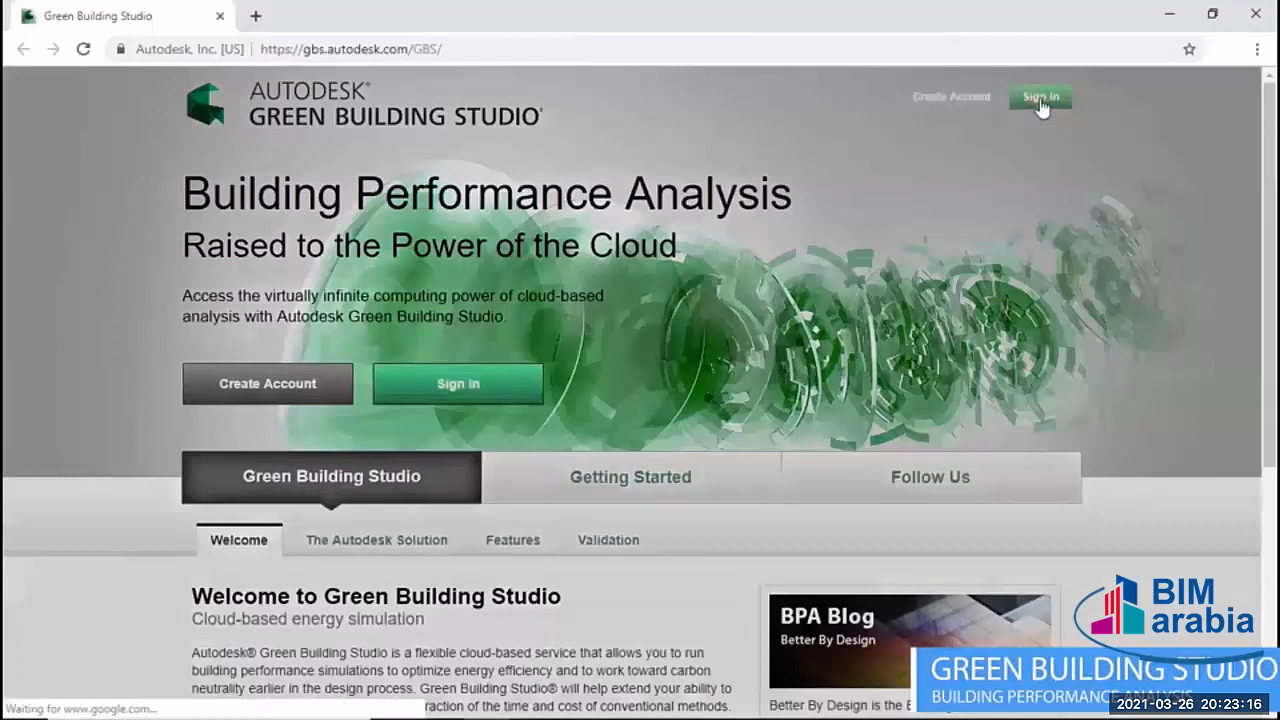 Green Building Studio
Autodesk, Inc. [US] | https://gbs.autodesk.com/GBS/
AUTODESK®
GREEN BUILDING STUDIO®
Create Account
Sign In
Building Performance Analysis
Raised to the Power of the Cloud
Access the virtually infinite computing power of cloud-based
analysis with Autodesk Green Building Studio.
Create Account
Sign In
Green Building Studio
Getting Started
Follow Us
Welcome
The Autodesk Solution
Features
Validation
Welcome to Green Building Studio
Cloud-based energy simulation
Autodesk® Green Building Studio is a flexible cloud-based service that allows you to run
building performance simulations to optimize energy efficiency and to work toward carbon
neutrality earlier in the design process. Green Building Studio® will help extend your ability to
raction of the time and cost of conventional methods.
Waiting for www.google.com...
BPA Blog
Better By Design
Better By Design is the
BIM
arabia
GREEN BUILDING STUDIO
BUILDING PERFORMANCE ANALYSIS
2021-03-26 20:23:16